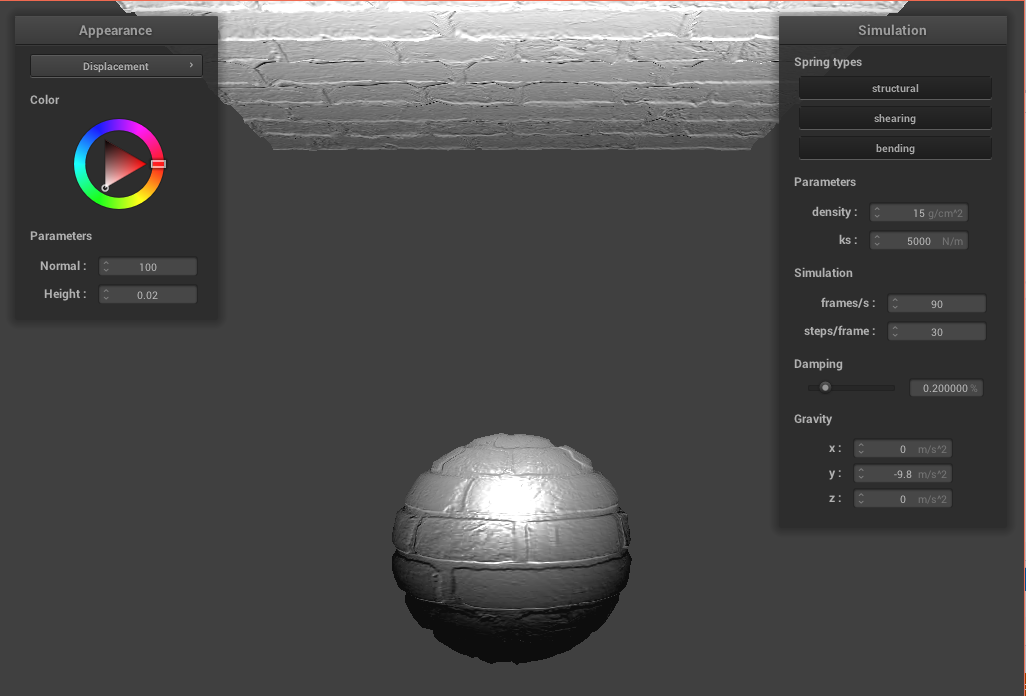 Appearance
Displacement
Color
Parameters
Normal : 100
Height : 0.02
Simulation
Spring types
structural
shearing
bending
Parameters
density : 15 g/cm^2
ks : 5000 N/m
Simulation
frames/s : 90
steps/frame : 30
Damping
0.200000 %
Gravity
x : 0 m/s^2
y : -9.8 m/s^2
z : 0 m/s^2